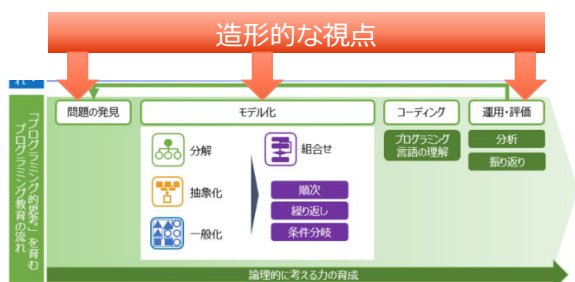 造形的な視点
「プログラミング的思考」を育む
プログラミング教育の流れ
問題の発見
モデル化
コーディング
運用・評価
分解
抽象化
一般化
組合せ
順次
繰り返し
条件分岐
プログラミング
言語の理解
分析
振り返り
論理的に考える力の育成